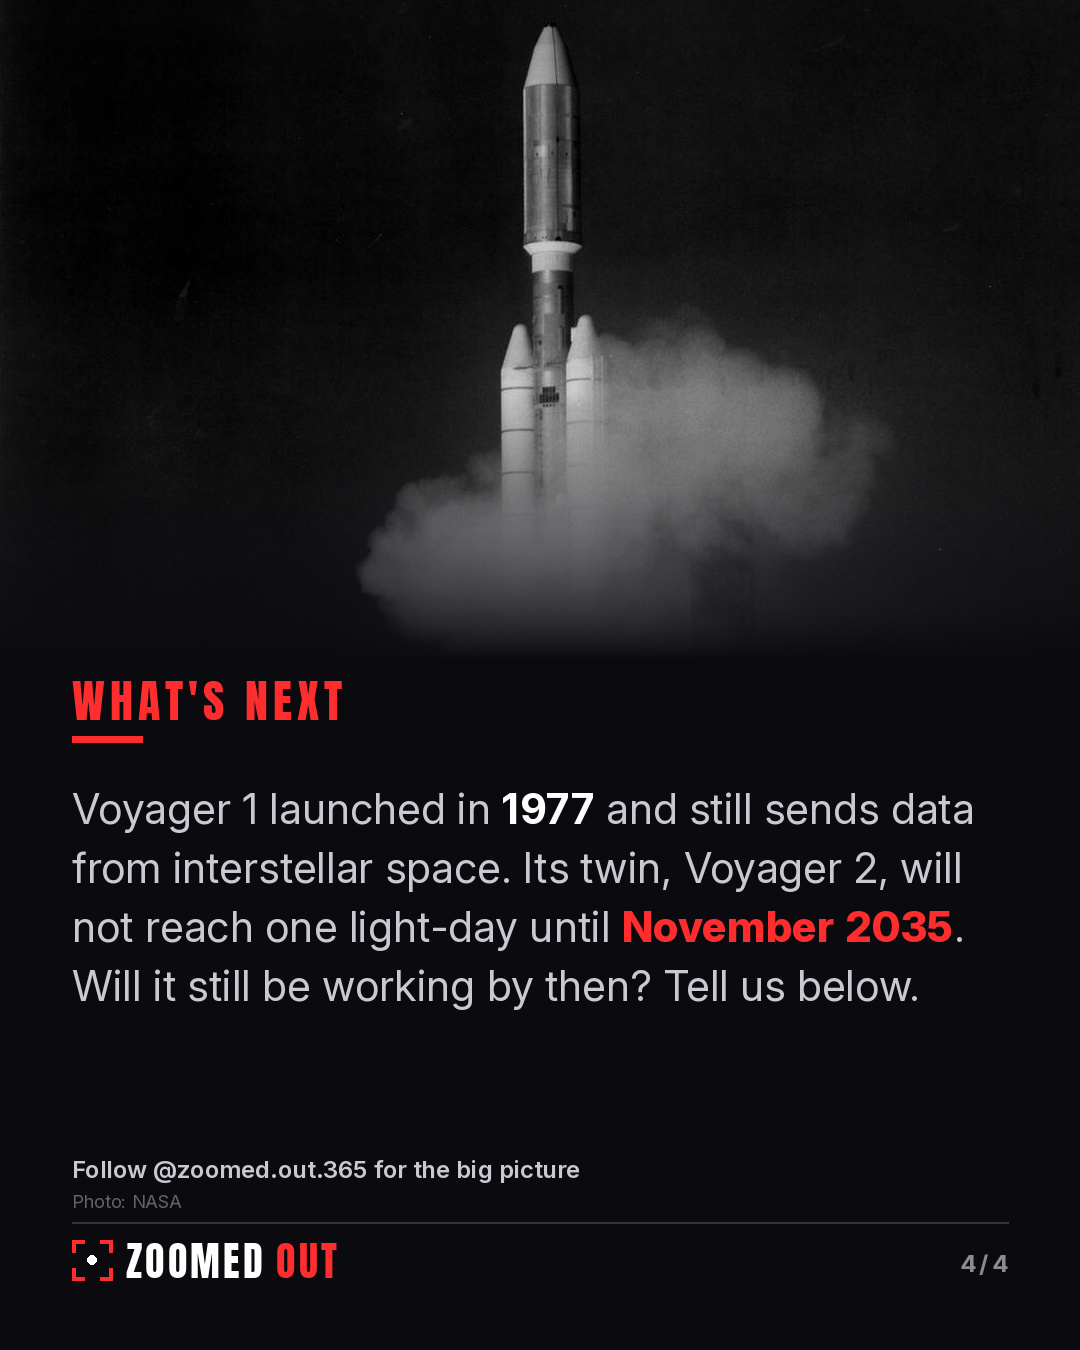 WHAT'S NEXT
Voyager 1 launched in 1977 and still sends data
from interstellar space. Its twin, Voyager 2, will
not reach one light-day until November 2035.
Will it still be working by then? Tell us below.
Follow @zoomed.out.365 for the big picture
Photo: NASA
ZOOMED OUT
4/4